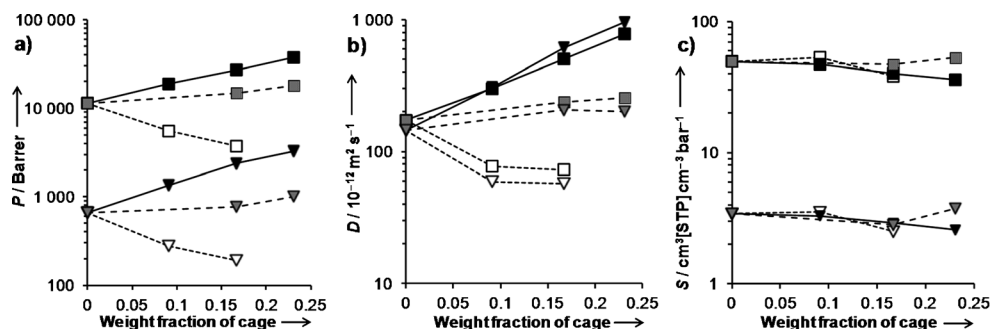 a)
100 000
10 000
1 000
100
P / Barrer
0 0.05 0.1 0.15 0.2 0.25
Weight fraction of cage
b)
1 000
100
10
D / 10⁻¹² m² s⁻¹
0 0.05 0.1 0.15 0.2 0.25
Weight fraction of cage
c)
100
10
1
S / cm³[STP] cm⁻³ bar⁻¹
0 0.05 0.1 0.15 0.2 0.25
Weight fraction of cage